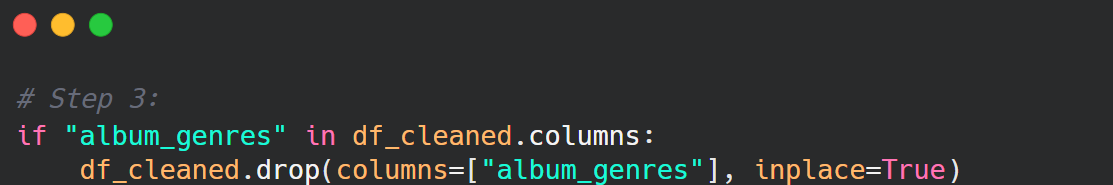 # Step 3:
if "album_genres" in df_cleaned.columns:
    df_cleaned.drop(columns=["album_genres"], inplace=True)